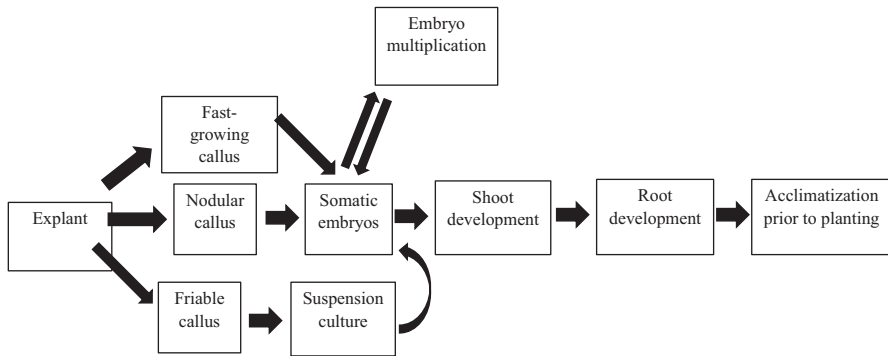 Embryo
multiplication
Fast-
growing
callus
Explant
Nodular
callus
Somatic
embryos
Shoot
development
Root
development
Acclimatization
prior to planting
Friable
callus
Suspension
culture